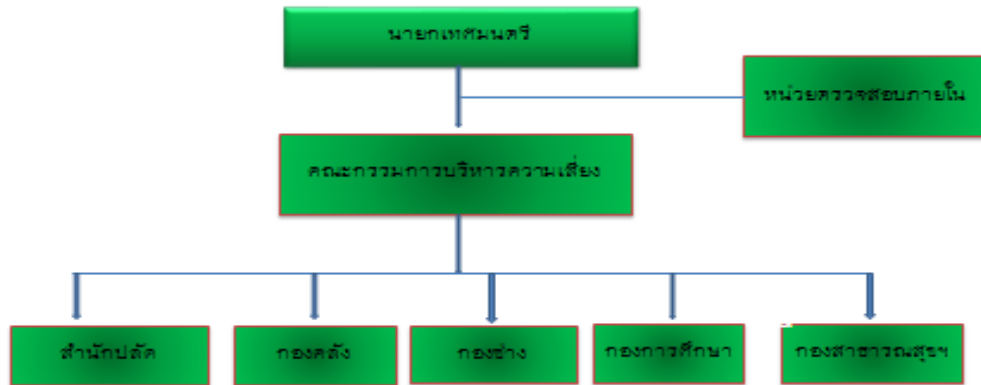 นายกเทศมนตรี
หน่วยตรวจสอบภายใน
คณะกรรมการบริหารความเสี่ยง
สำนักปลัด
กองคลัง
กองช่าง
กองการศึกษา
กองสาธารณสุขฯ